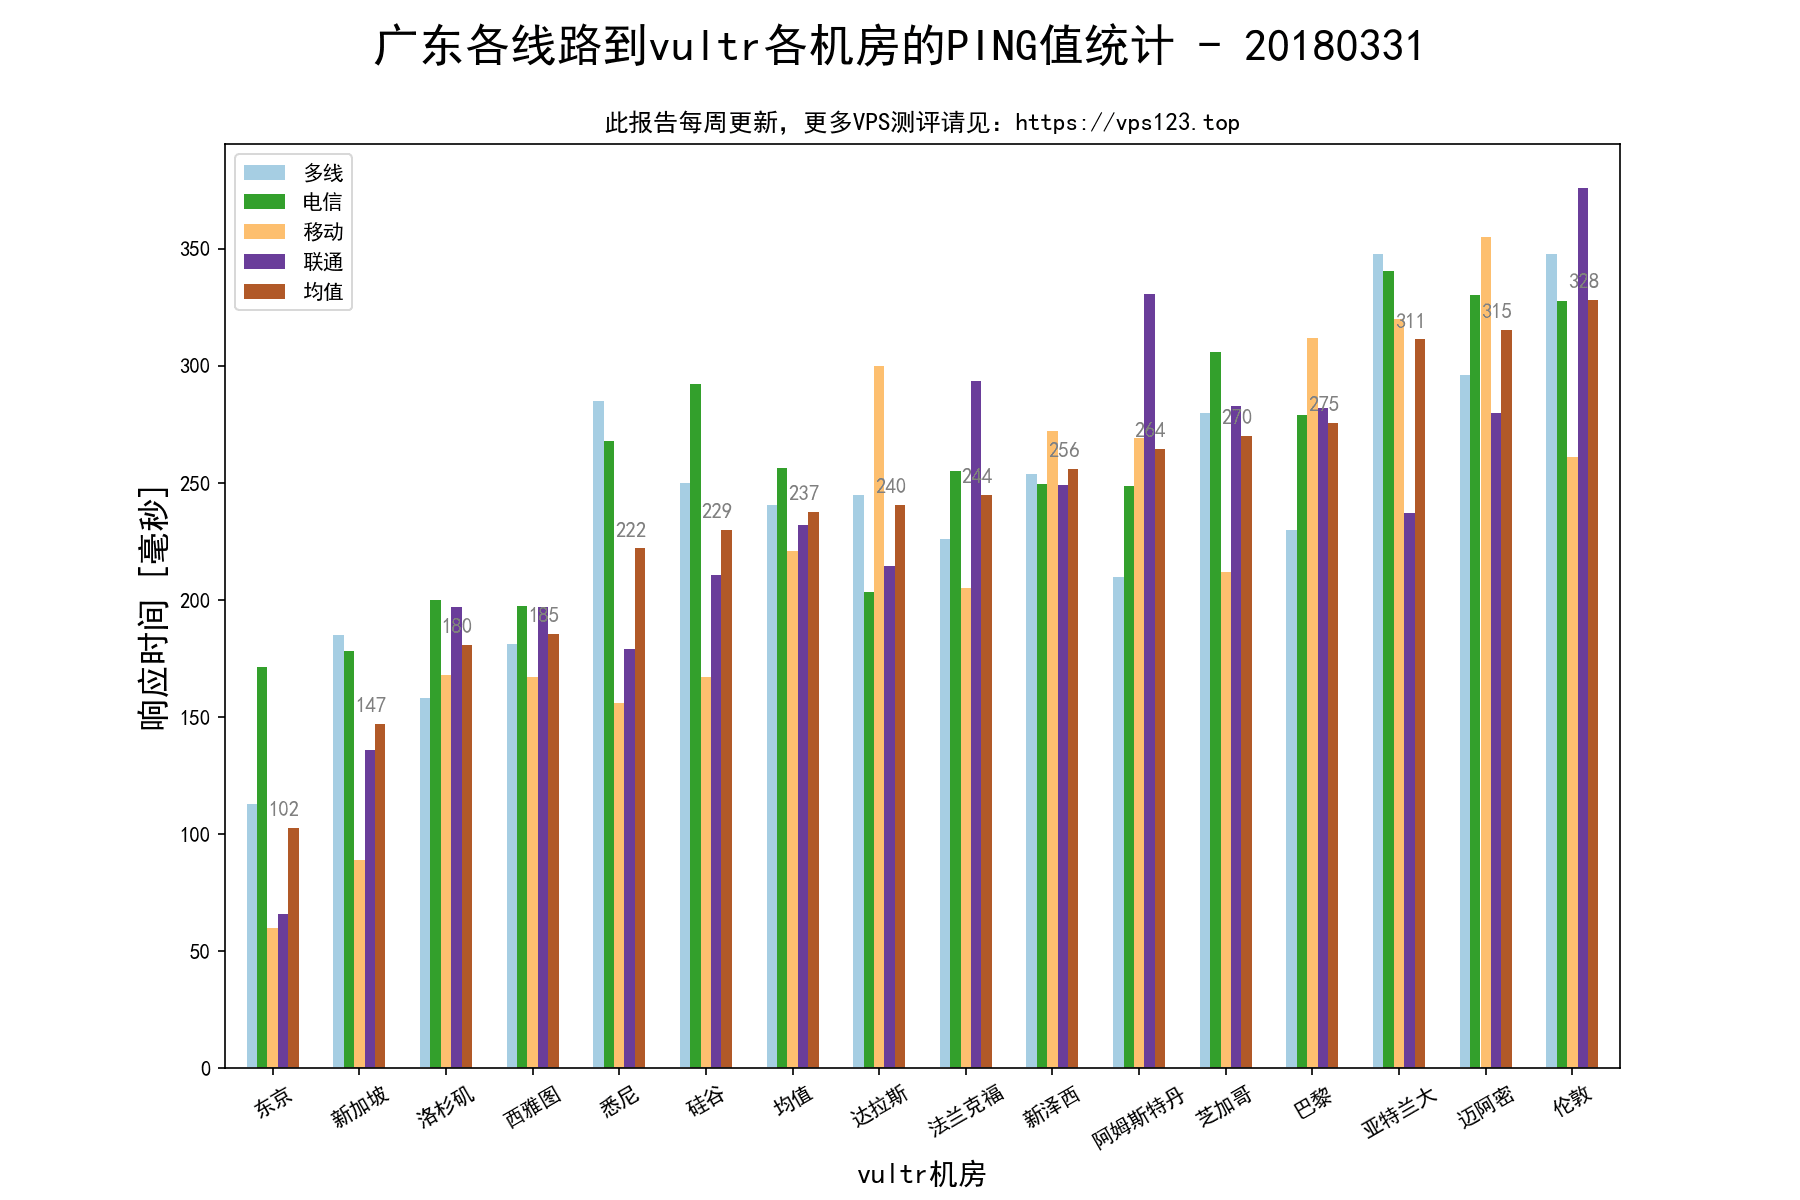 广东各线路到vultr各机房的PING值统计 - 20180331
此报告每周更新，更多VPS测评请见：https://vps123.top
多线
电信
移动
联通
均值
响应时间 [毫秒]
350
300
250
200
150
100
50
0
102
147
180
185
222
229
237
240
244
256
264
270
275
311
315
328
东京
新加坡
洛杉矶
西雅图
悉尼
硅谷
均值
达拉斯
法兰克福
新泽西
阿姆斯特丹
芝加哥
巴黎
亚特兰大
迈阿密
伦敦
vultr机房